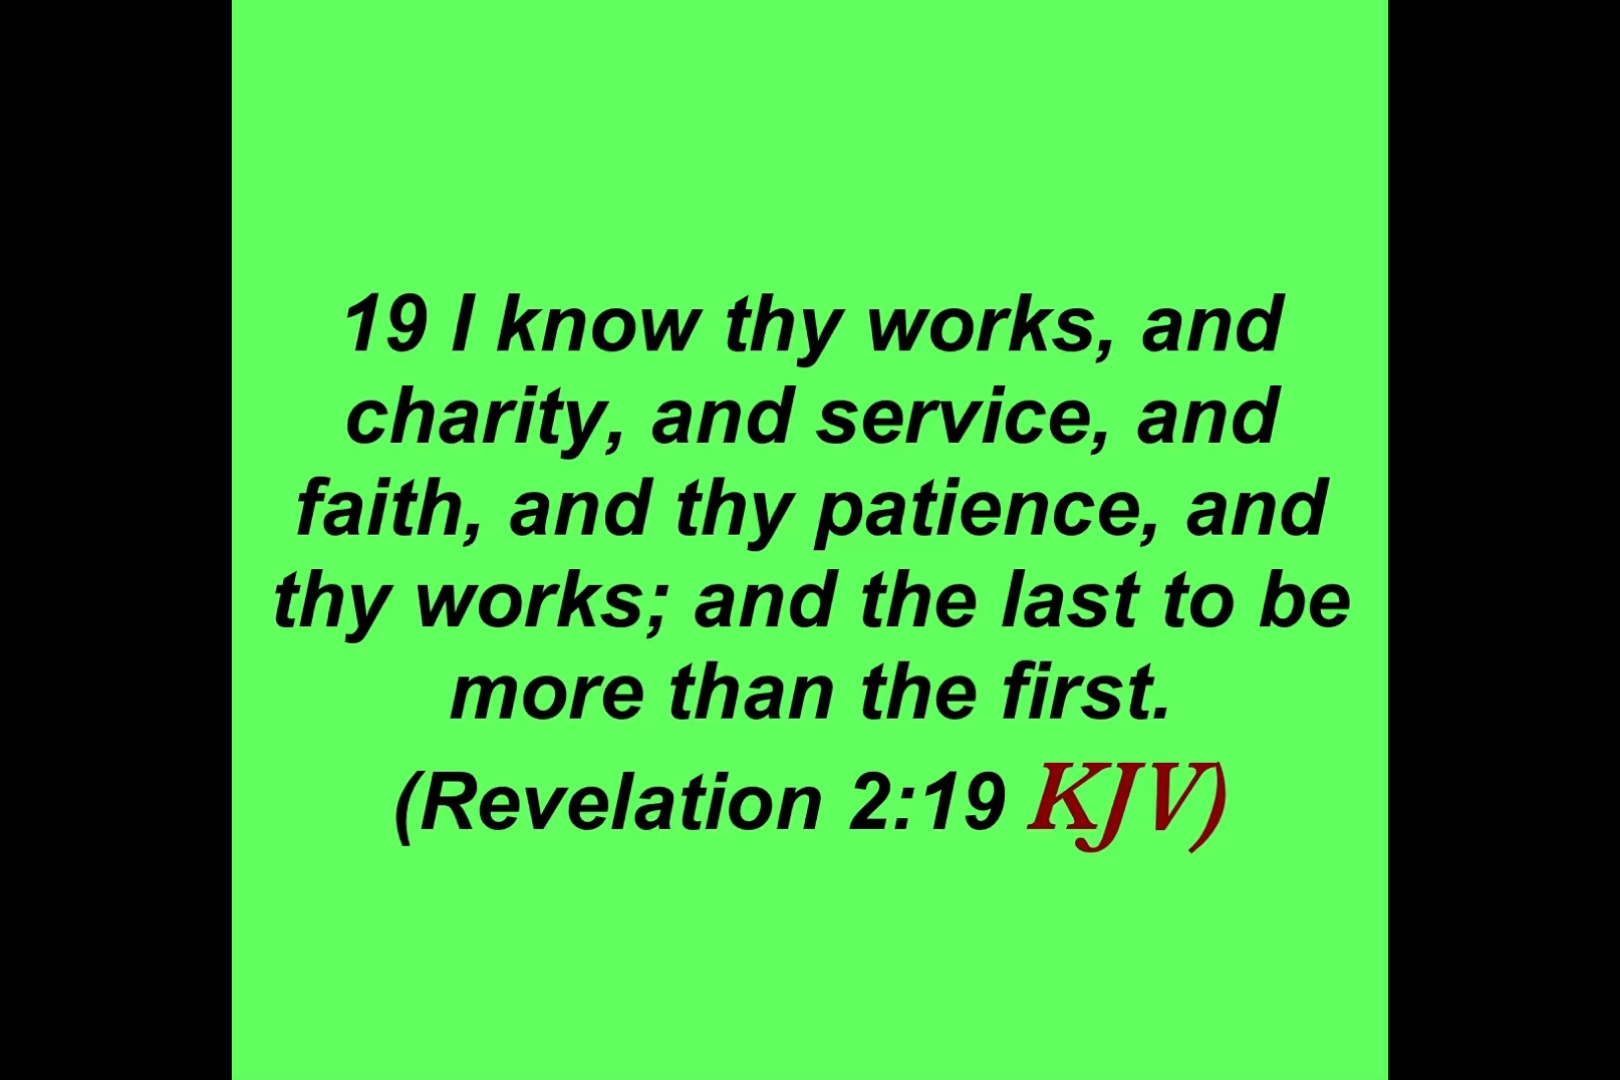 19 I know thy works, and
charity, and service, and
faith, and thy patience, and
thy works; and the last to be
more than the first.
(Revelation 2:19 KJV)